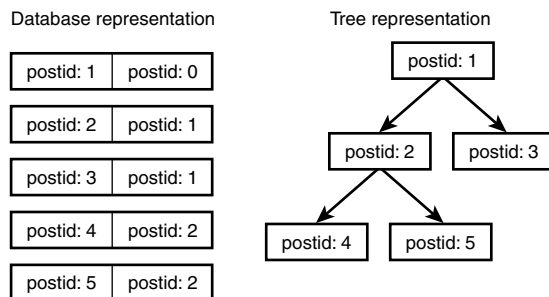 Database representation
postid: 1 postid: 0
postid: 2 postid: 1
postid: 3 postid: 1
postid: 4 postid: 2
postid: 5 postid: 2
Tree representation
postid: 1
postid: 2 postid: 3
postid: 4 postid: 5